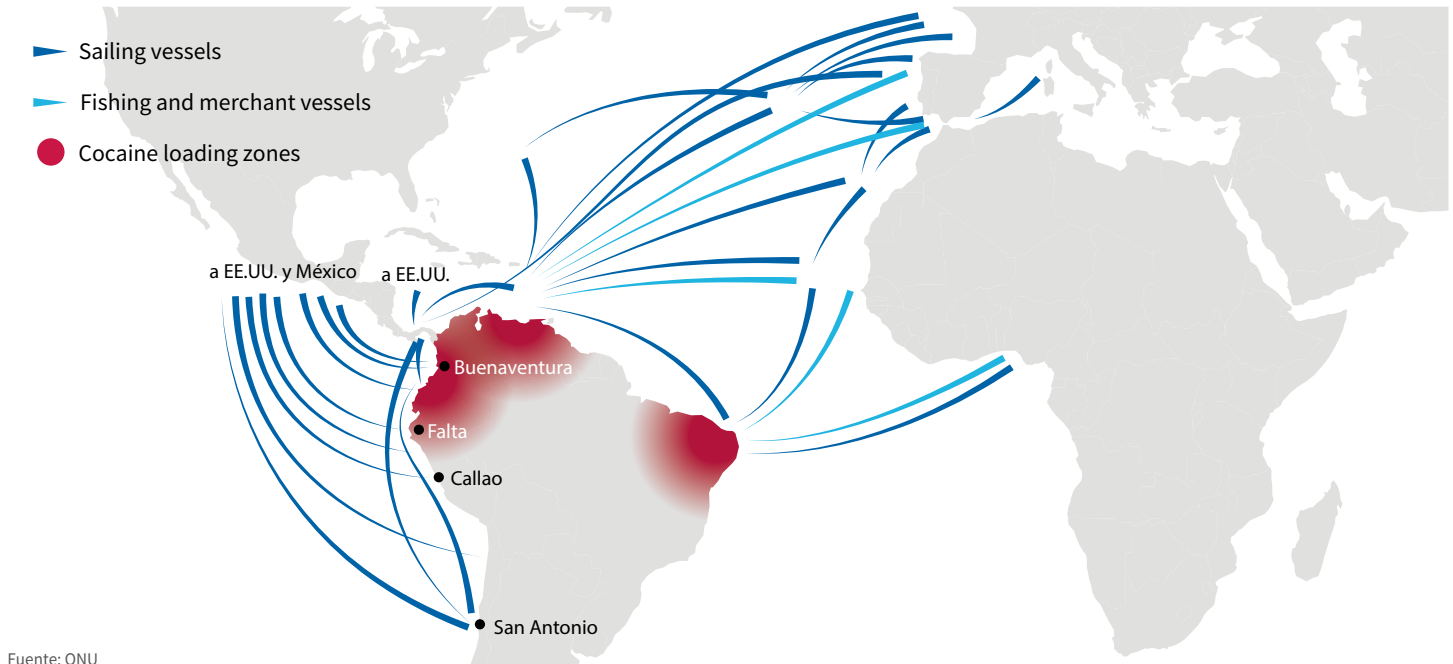 Sailing vessels
Fishing and merchant vessels
Cocaine loading zones
a EE.UU. y México
a EE.UU.
Buenaventura
Falta
Callao
San Antonio
Fuente: ONU